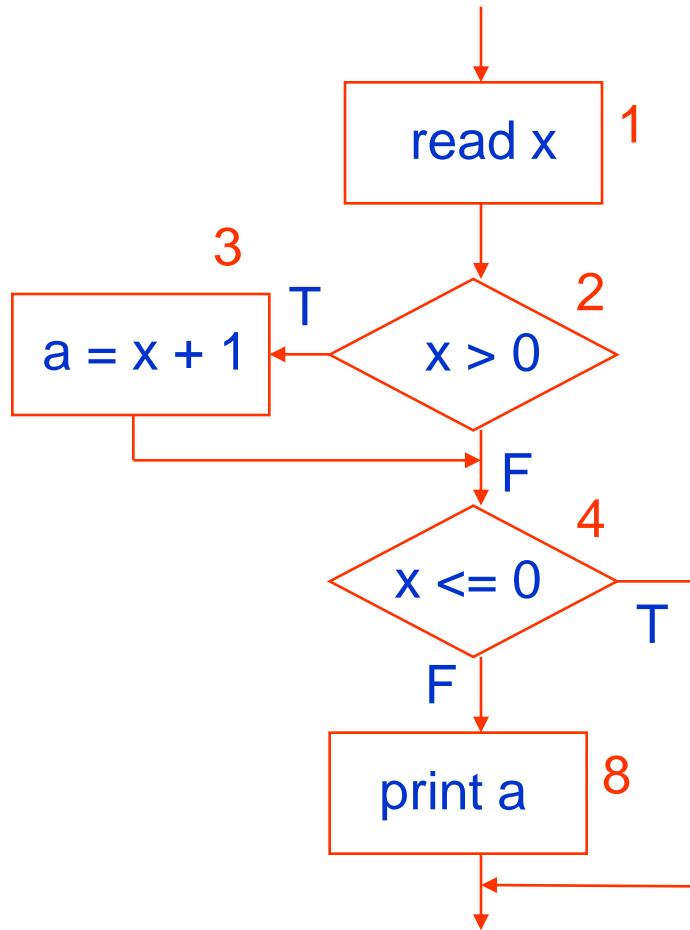 read x
1
3
T
2
a = x + 1
x > 0
F
4
x <= 0
T
F
8
print a